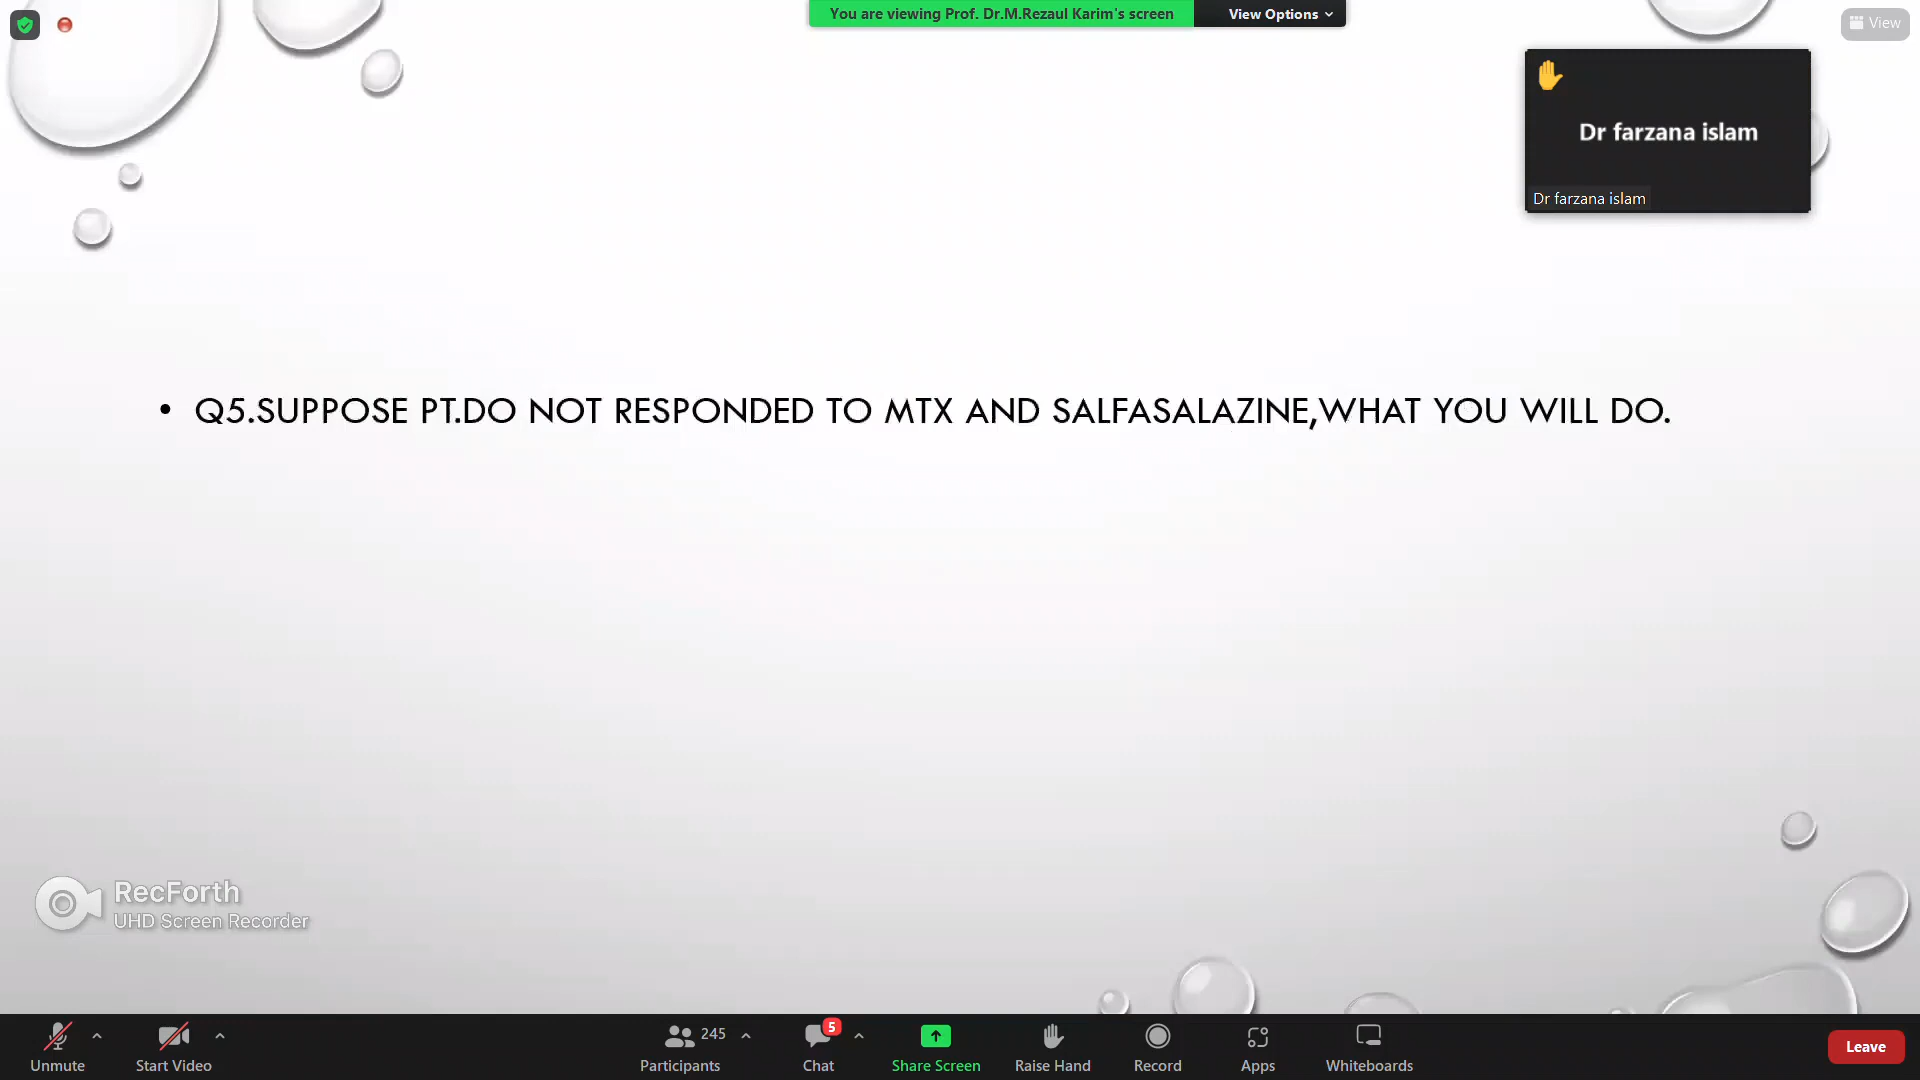 You are viewing Prof. Dr.M.Rezaul Karim's screen
View Options
View
Dr farzana islam
Dr farzana islam
• Q5.SUPPOSE PT.DO NOT RESPONDED TO MTX AND SALFASALAZINE,WHAT YOU WILL DO.
RecForth
UHD Screen Recorder
Unmute
Start Video
245
Participants
5
Chat
Share Screen
Raise Hand
Record
Apps
Whiteboards
Leave